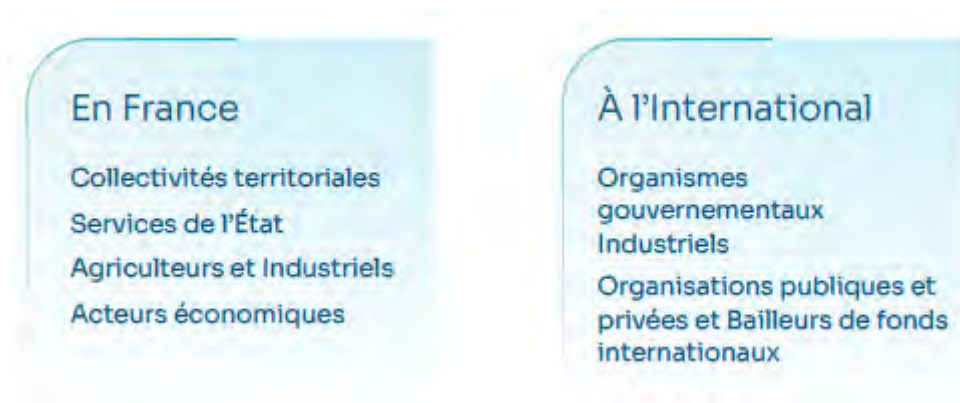 En France
Collectivités territoriales
Services de l'État
Agriculteurs et Industriels
Acteurs économiques
À l'International
Organismes
gouvernementaux
Industriels
Organisations publiques et
privées et Bailleurs de fonds
internationaux